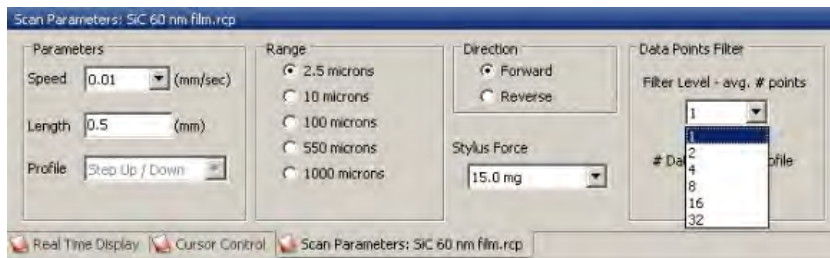 Scan Parameters: SiC 60 nm film.rcp
Parameters
Speed 0.01 (mm/sec)
Length 0.5 (mm)
Profile Step Up / Down
Range
2.5 microns
10 microns
100 microns
550 microns
1000 microns
Direction
Forward
Reverse
Stylus Force
15.0 mg
Data Points Filter
Filter Level - avg. # points
1
1
2
4
8
16
32
Real Time Display Cursor Control Scan Parameters: SiC 60 nm film.rcp